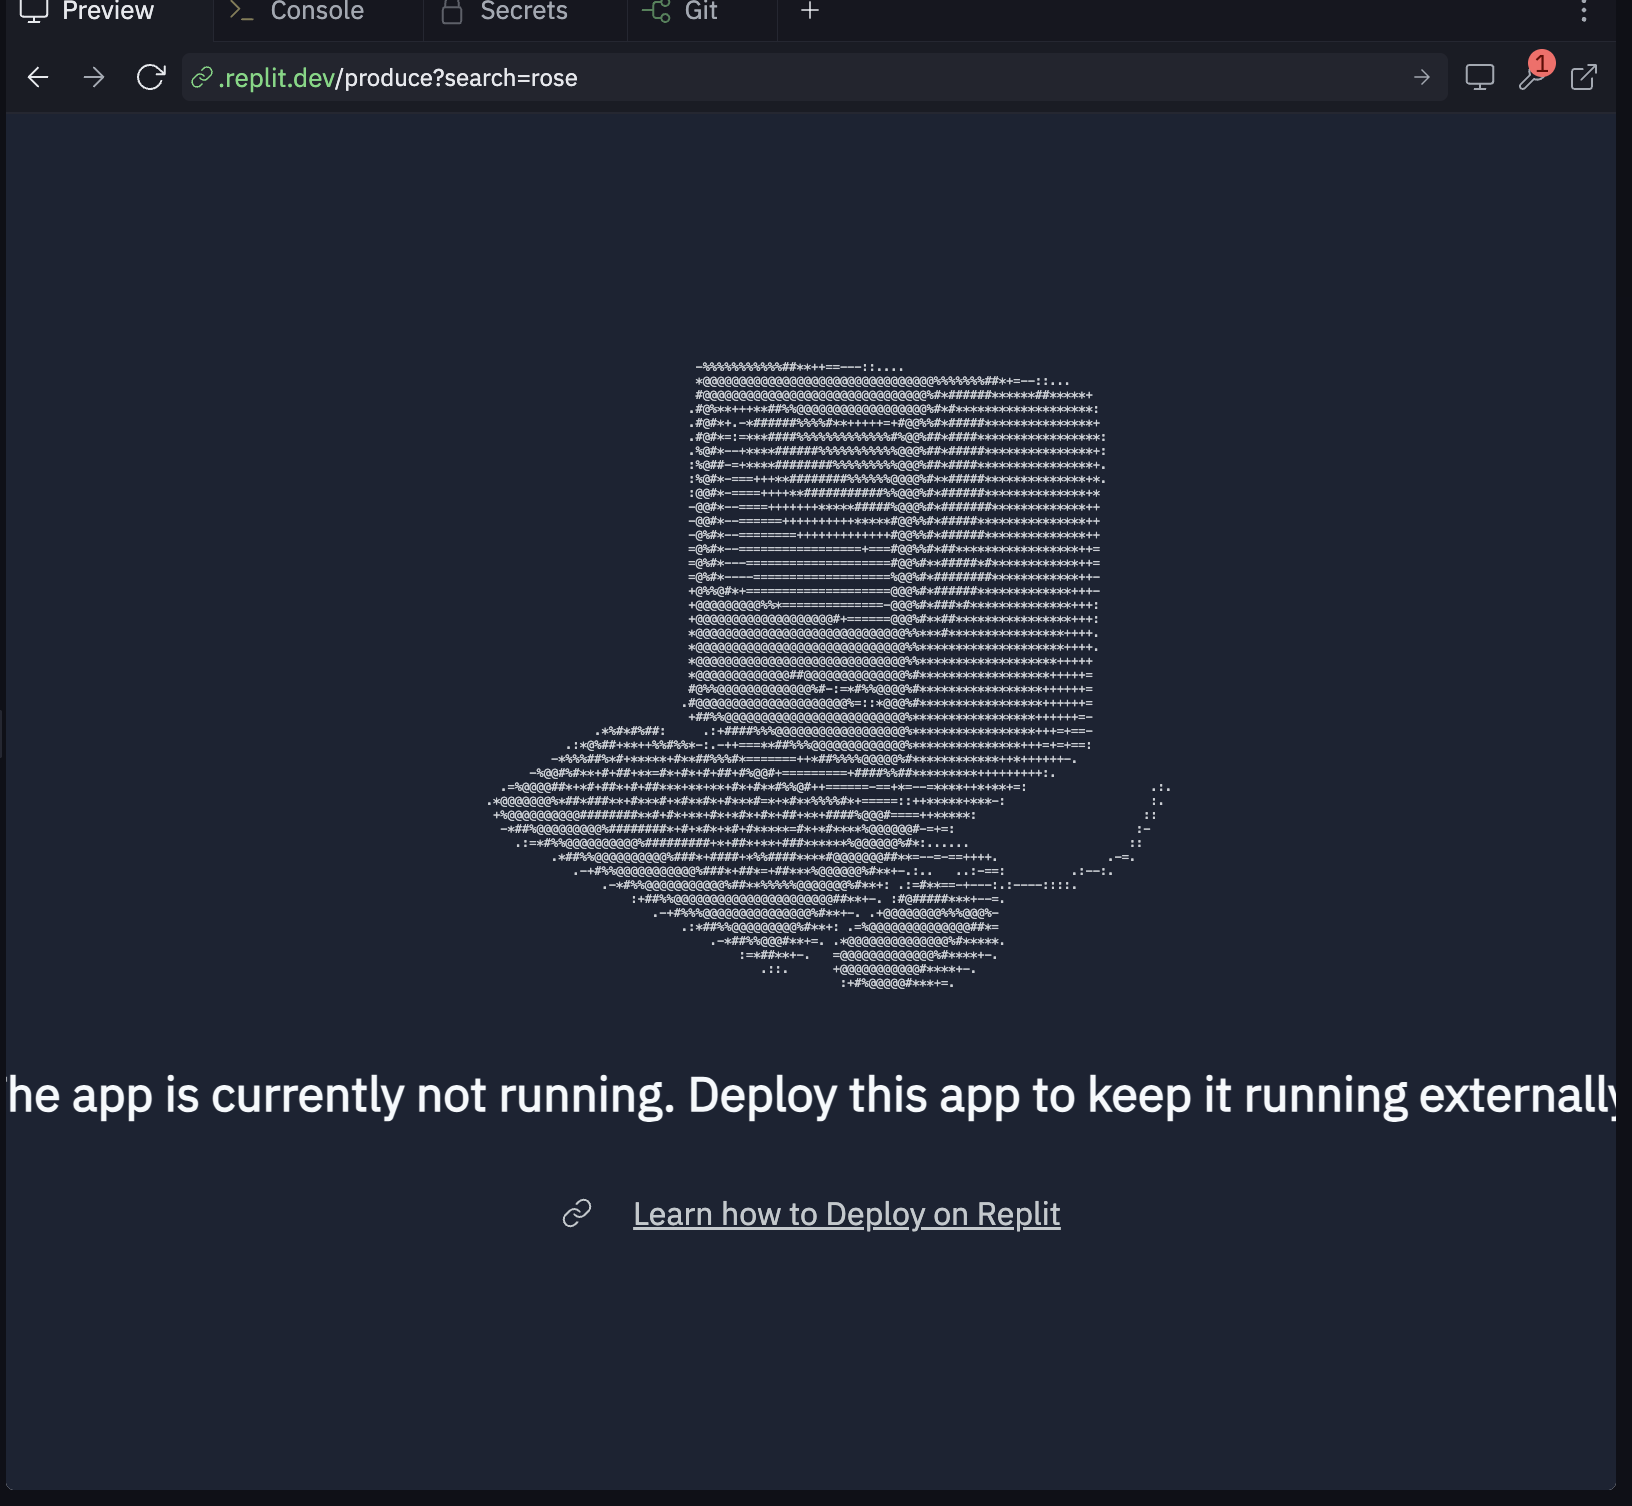 Preview
Console
Secrets
Git
.replit.dev/produce?search=rose
1
he app is currently not running. Deploy this app to keep it running externally
Learn how to Deploy on Replit